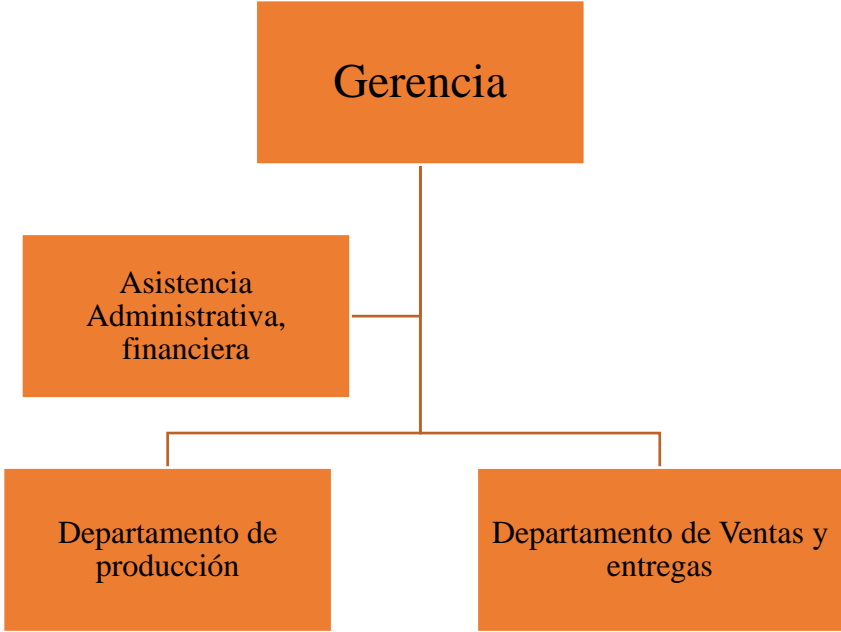 Gerencia
Asistencia
Administrativa,
financiera
Departamento de
producción
Departamento de Ventas y
entregas